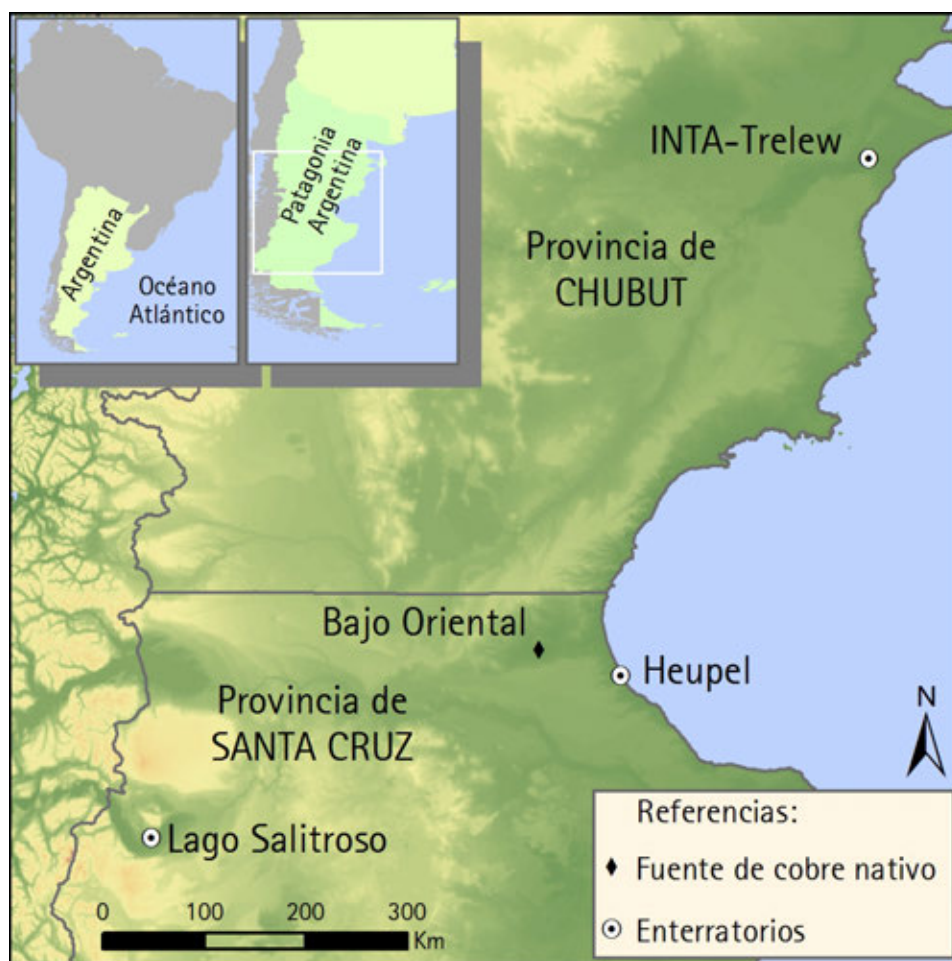 Argentina
Océano
Atlántico
Patagonia
Argentina
INTA-Trelew
Provincia de
CHUBUT
Bajo Oriental
Heupel
Provincia de
SANTA CRUZ
Lago Salitroso
N
0 100 200 300
Km
Referencias:
Fuente de cobre nativo
Enterratorios